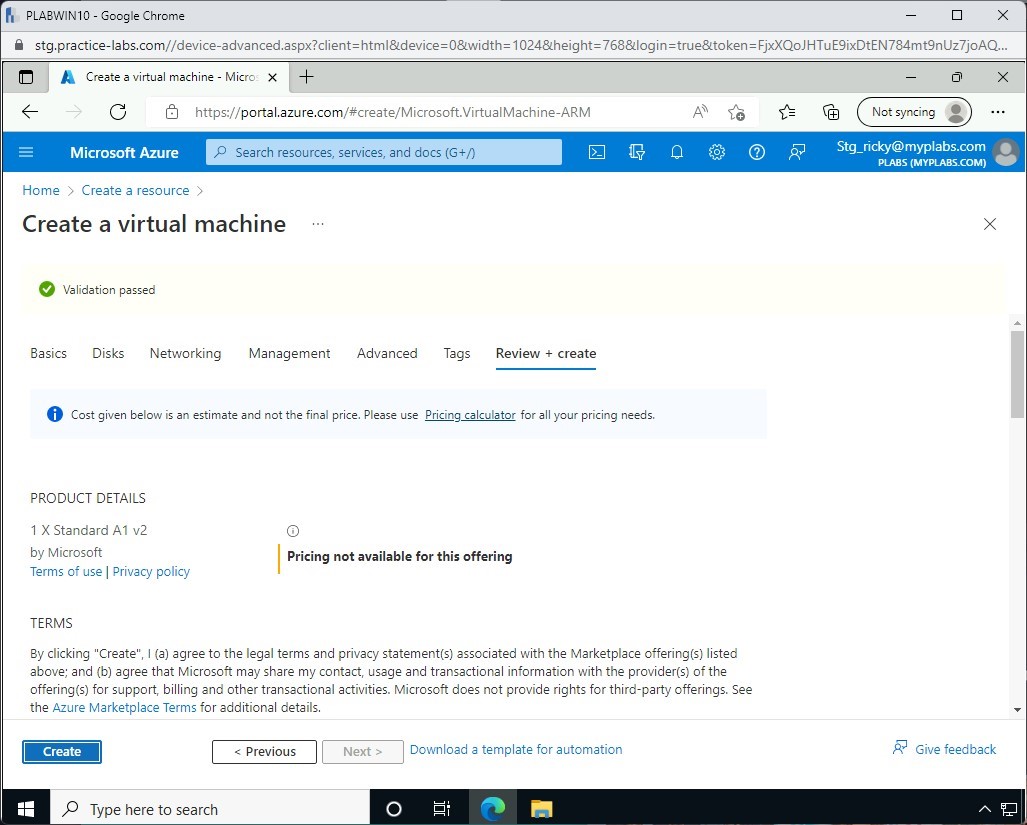 PLABWIN10 - Google Chrome
stg.practice-labs.com//device-advanced.aspx?client=html&device=0&width=1024&height=768&login=true&token=FjxXQoJHTuE9ixDtEN784mt9nUz7joAQ...
Create a virtual machine - Micros
https://portal.azure.com/#create/Microsoft.VirtualMachine-ARM
Not syncing
Microsoft Azure
Search resources, services, and docs (G+/)
Stg_ricky@myplabs.com
PLABS (MYPLABS.COM)
Home > Create a resource >
Create a virtual machine ...
Validation passed
Basics Disks Networking Management Advanced Tags Review + create
Cost given below is an estimate and not the final price. Please use Pricing calculator for all your pricing needs.
PRODUCT DETAILS
1 X Standard A1 v2
by Microsoft
Terms of use | Privacy policy
Pricing not available for this offering
TERMS
By clicking "Create", I (a) agree to the legal terms and privacy statement(s) associated with the Marketplace offering(s) listed
above; and (b) agree that Microsoft may share my contact, usage and transactional information with the provider(s) of the
offering(s) for support, billing and other transactional activities. Microsoft does not provide rights for third-party offerings. See
the Azure Marketplace Terms for additional details.
Create
< Previous
Next >
Download a template for automation
Give feedback
Type here to search